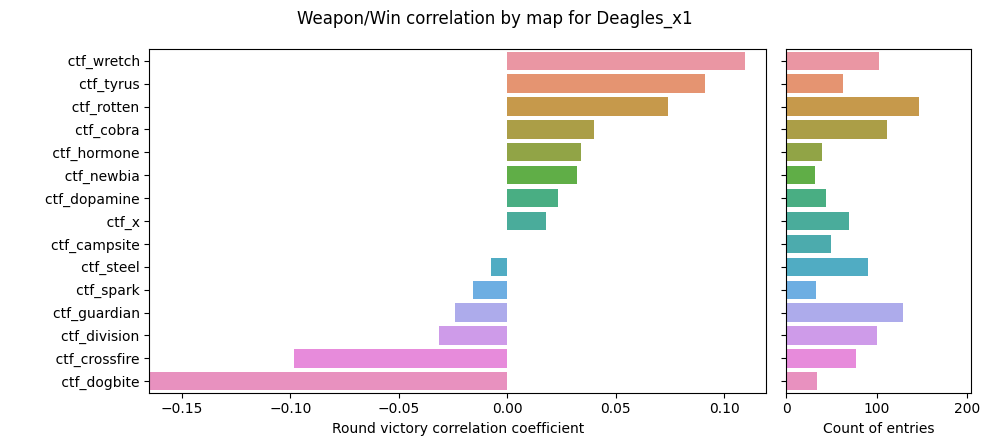 Weapon/Win correlation by map for Deagles_x1
ctf_wretch
ctf_tyrus
ctf_rotten
ctf_cobra
ctf_hormone
ctf_newbia
ctf_dopamine
ctf_x
ctf_campsite
ctf_steel
ctf_spark
ctf_guardian
ctf_division
ctf_crossfire
ctf_dogbite
−0.15 −0.10 −0.05 0.00 0.05 0.10
Round victory correlation coefficient
0 100 200
Count of entries